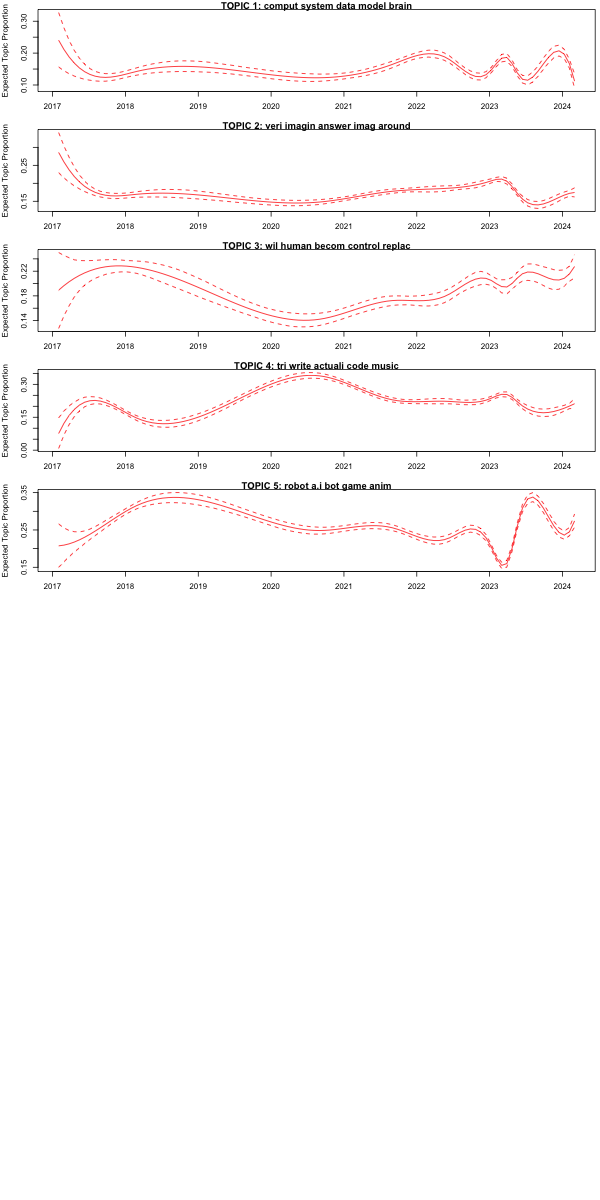 TOPIC 1: comput system data model brain
Expected Topic Proportion
0.10 0.20 0.30
2017 2018 2019 2020 2021 2022 2023 2024
TOPIC 2: veri imagin answer imag around
Expected Topic Proportion
0.15 0.25
2017 2018 2019 2020 2021 2022 2023 2024
TOPIC 3: wil human becom control replac
Expected Topic Proportion
0.14 0.18 0.22
2017 2018 2019 2020 2021 2022 2023 2024
TOPIC 4: tri write actuali code music
Expected Topic Proportion
0.00 0.15 0.30
2017 2018 2019 2020 2021 2022 2023 2024
TOPIC 5: robot a.i bot game anim
Expected Topic Proportion
0.15 0.25 0.35
2017 2018 2019 2020 2021 2022 2023 2024